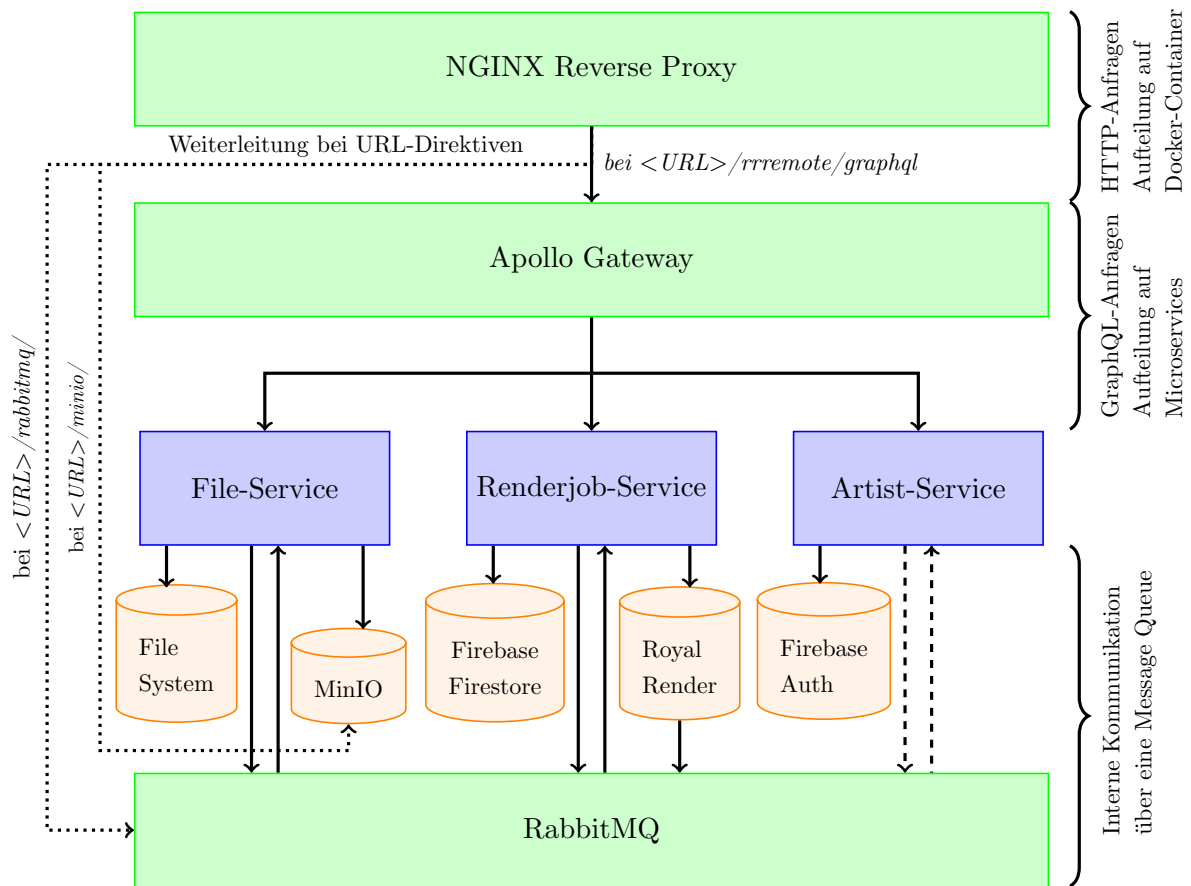 NGINX Reverse Proxy
Weiterleitung bei URL-Direktiven
bei <URL>/rrremote/graphql
HTTP-Anfragen
Aufteilung auf
Docker-Container
Apollo Gateway
GraphQL-Anfragen
Aufteilung auf
Microservices
bei <URL>/rabbitmq/
bei <URL>/minio/
File-Service
Renderjob-Service
Artist-Service
File
System
MinIO
Firebase
Firestore
Royal
Render
Firebase
Auth
Interne Kommunikation
über eine Message Queue
RabbitMQ